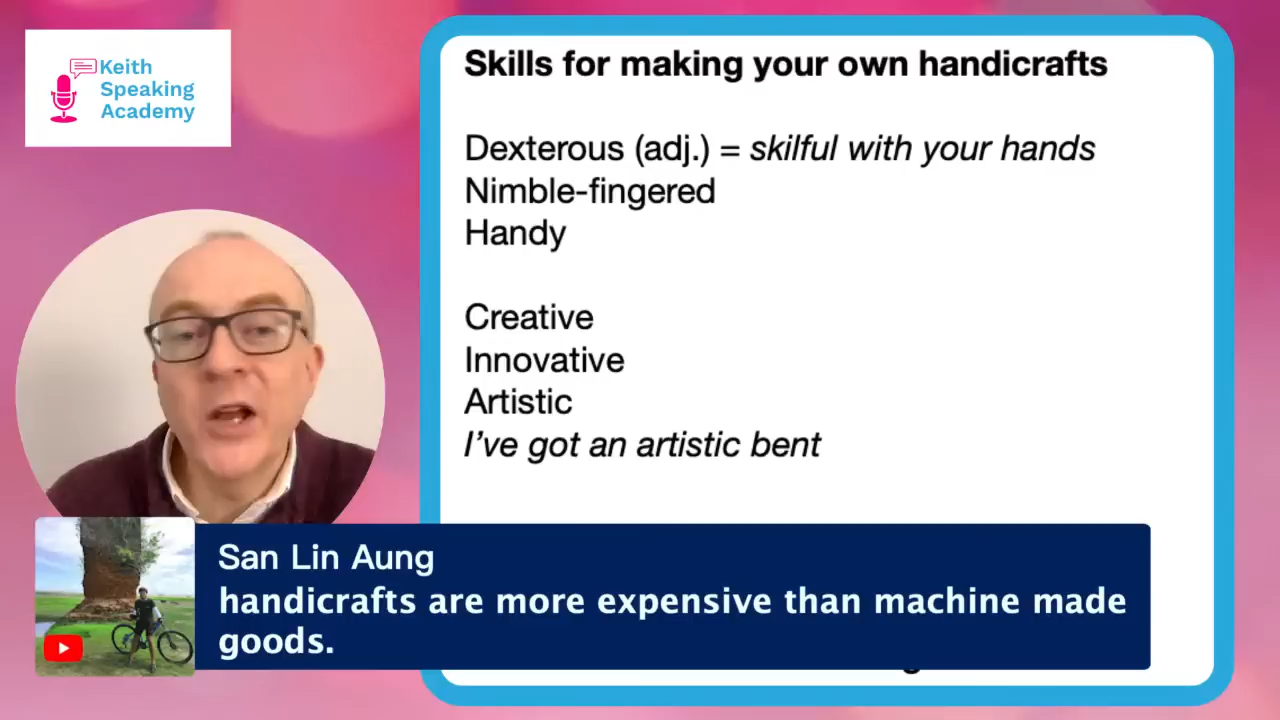 Keith
Speaking
Academy
Skills for making your own handicrafts
Dexterous (adj.) = skilful with your hands
Nimble-fingered
Handy
Creative
Innovative
Artistic
I've got an artistic bent
San Lin Aung
handicrafts are more expensive than machine made
goods.